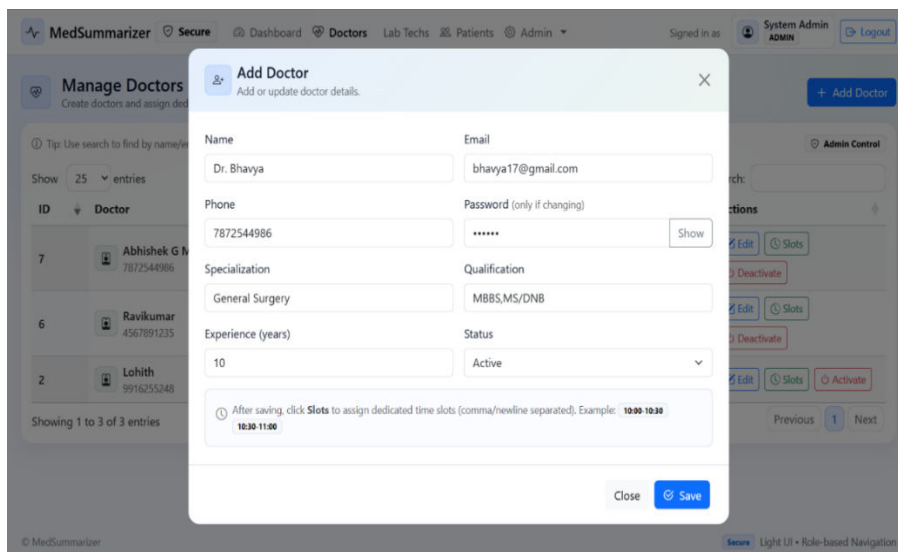 MedSummarizer Secure Dashboard Doctors Lab Techs Patients Admin Signed in as System Admin ADMIN Logout
Manage Doctors
Create doctors and assign ded
+ Add Doctor
Add Doctor
Add or update doctor details.
Tip: Use search to find by name/e
Admin Control
Show 25 entries
rch:
ID Doctor
ctions
7 Abhishek G M
7872544986
Edit Slots
Deactivate
6 Ravikumar
4567891235
Edit Slots
Deactivate
2 Lohith
9916255248
Edit Slots Activate
Showing 1 to 3 of 3 entries
Previous 1 Next
Name Email
Dr. Bhavya bhavya17@gmail.com
Phone Password (only if changing)
7872544986 •••••• Show
Specialization Qualification
General Surgery MBBS,MS/DNB
Experience (years) Status
10 Active
After saving, click Slots to assign dedicated time slots (comma/newline separated). Example: 10:00-10:30
10:30-11:00
Close Save
© MedSummarizer
Secure Light UI • Role-based Navigation